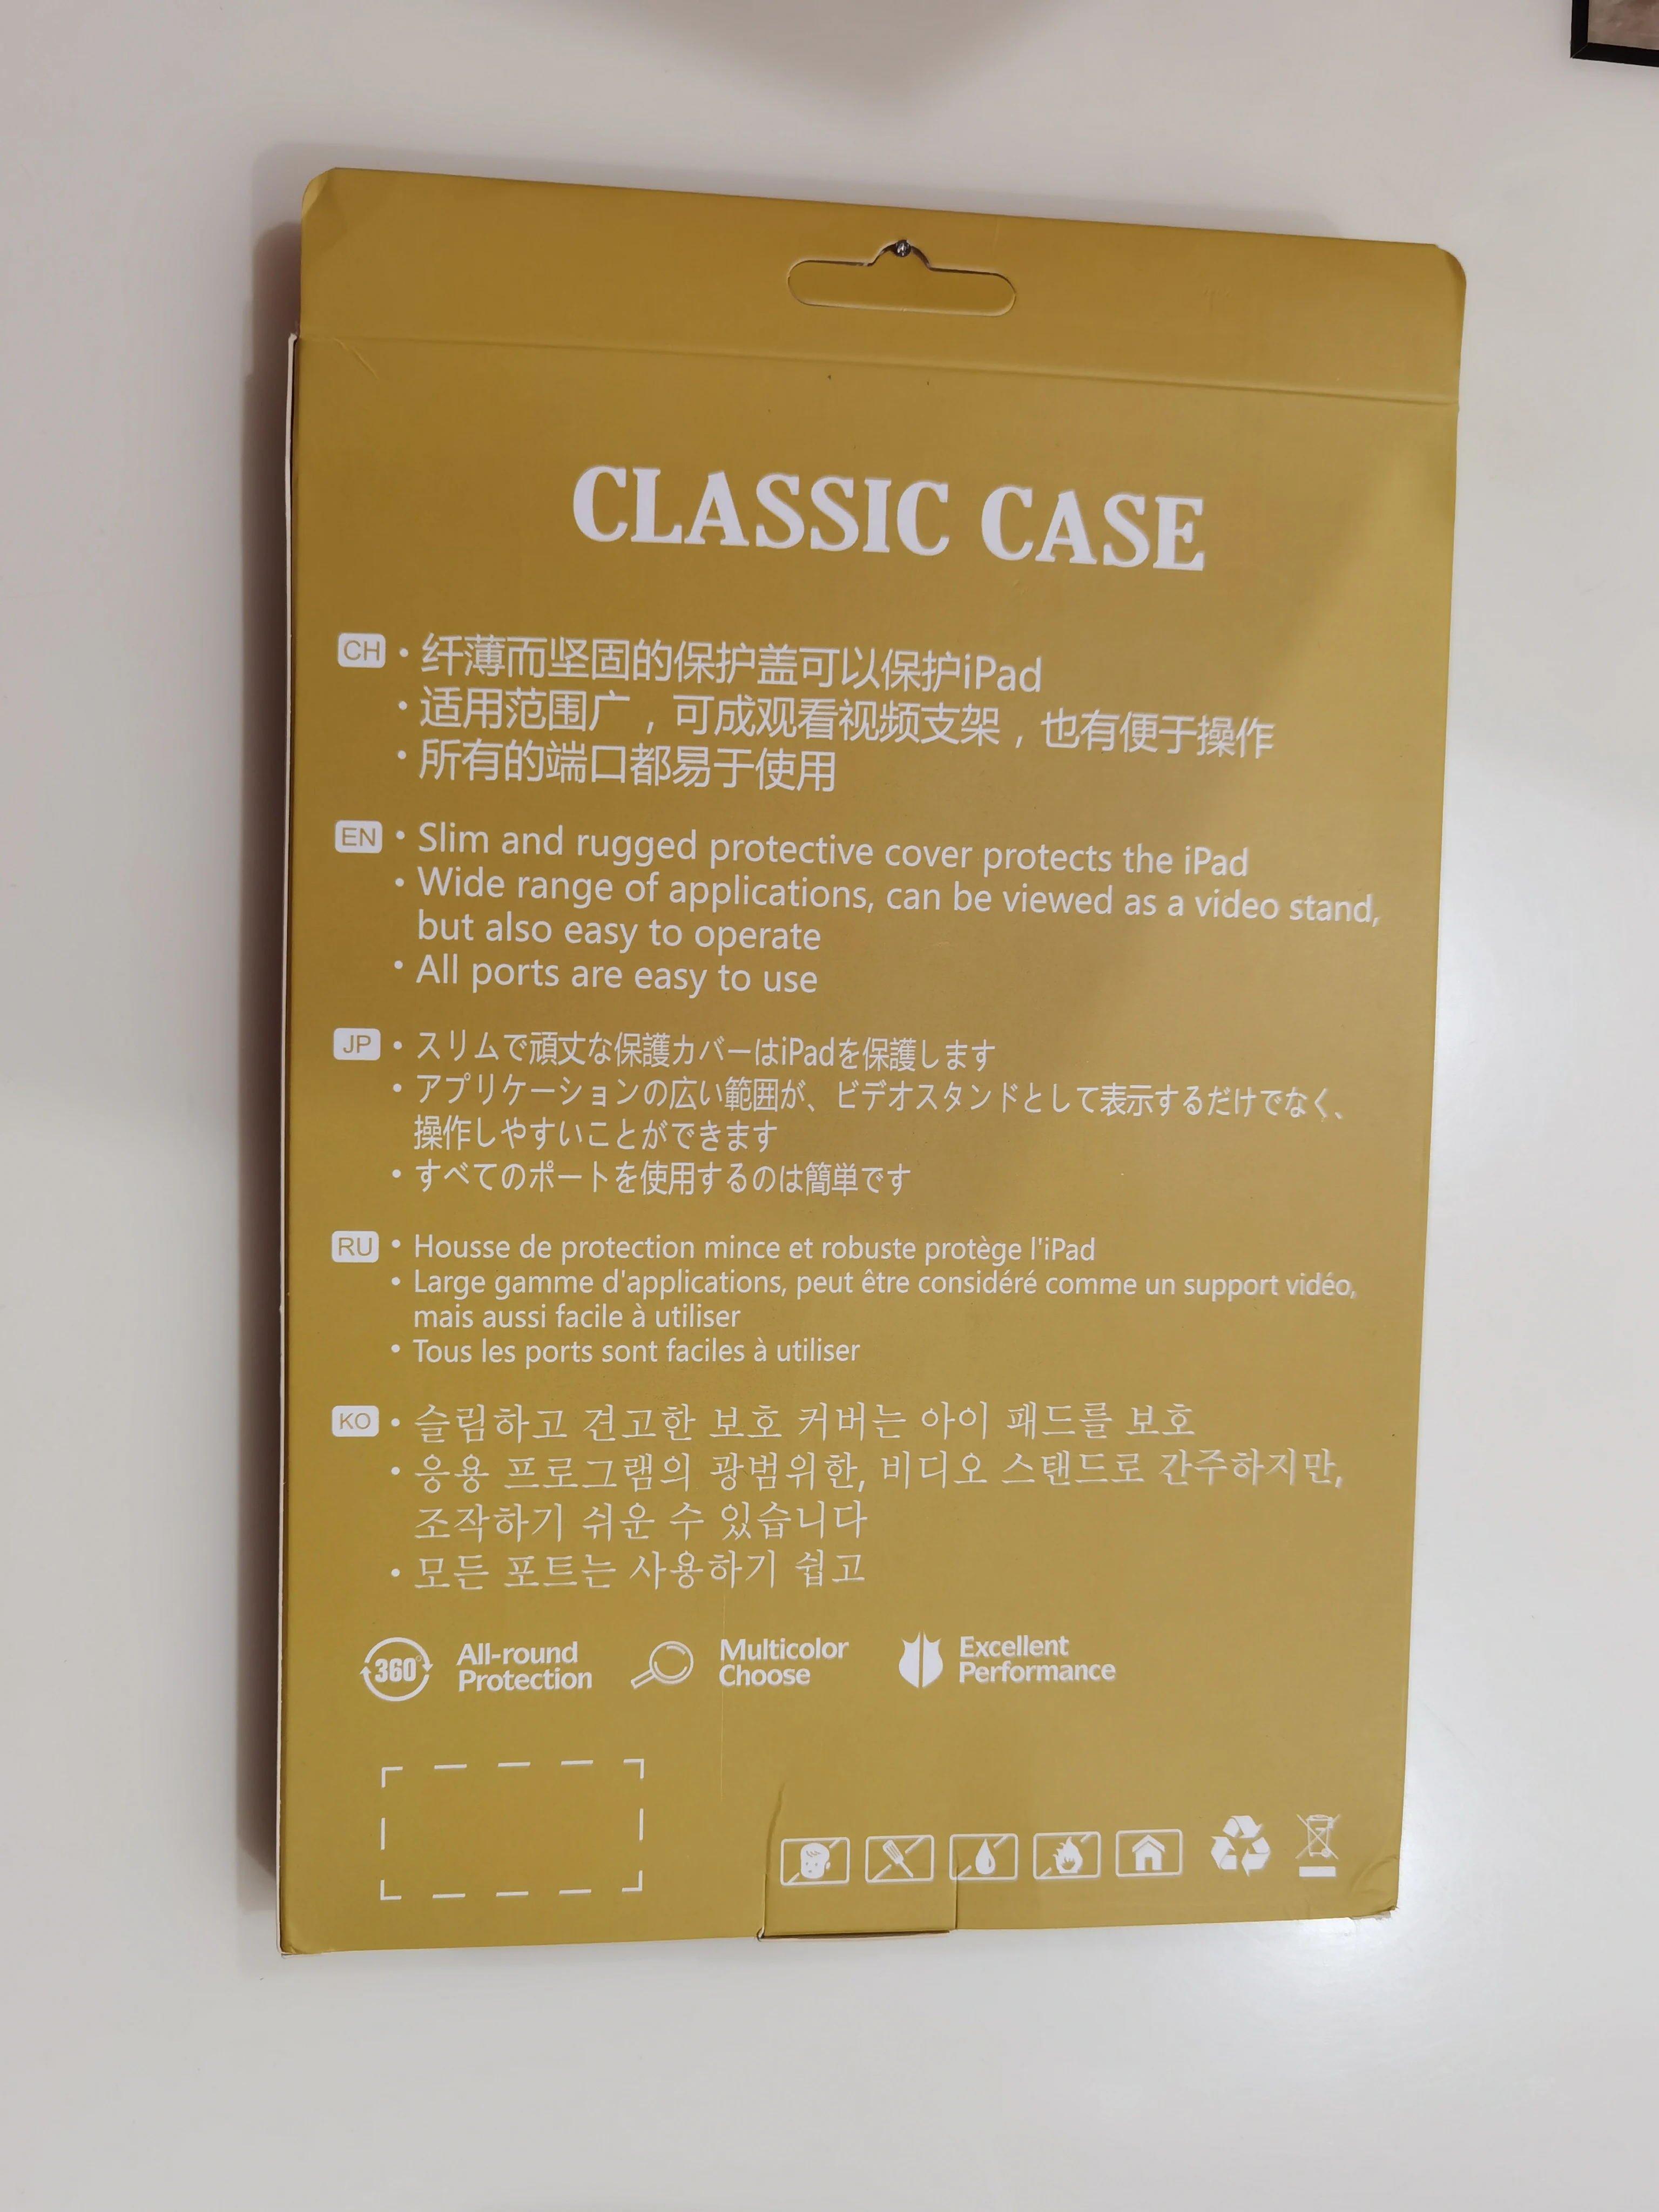 CLASSIC CASE
CH • 纤薄而坚固的保护盖可以保护iPad
• 适用范围广，可成观看视频支架，也有便于操作
• 所有的端口都易于使用
EN • Slim and rugged protective cover protects the iPad
• Wide range of applications, can be viewed as a video stand,
but also easy to operate
• All ports are easy to use
JP • スリムで頑丈な保護カバーはiPadを保護します
• アプリケーションの広い範囲が、ビデオスタンドとして表示するだけでなく、
操作しやすいことができます
• すべてのポートを使用するのは簡単です
RU • Housse de protection mince et robuste protège l'iPad
• Large gamme d'applications, peut être considéré comme un support vidéo,
mais aussi facile à utiliser
• Tous les ports sont faciles à utiliser
KO • 슬림하고 견고한 보호 커버는 아이 패드를 보호
• 응용 프로그램의 광범위한, 비디오 스탠드로 간주하지만,
조작하기 쉬운 수 있습니다
• 모든 포트는 사용하기 쉽고
360° All-round
Protection
Multicolor
Choose
Excellent
Performance